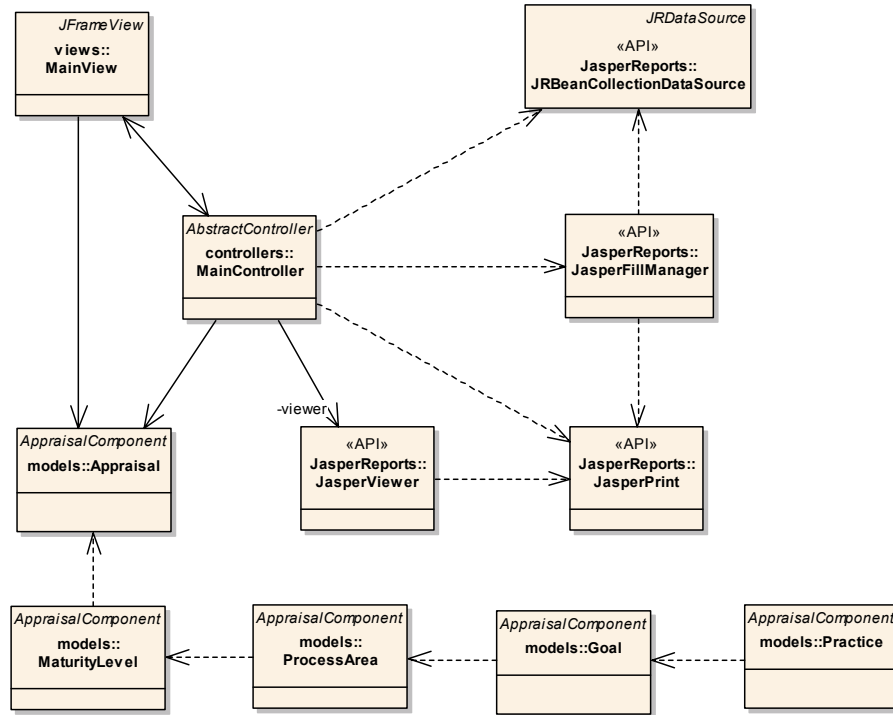 JFrameView
views::
MainView
JRDataSource
«API»
JasperReports::
JRBeanCollectionDataSource
AbstractController
controllers::
MainController
«API»
JasperReports::
JasperFillManager
-viewer
AppraisalComponent
models::Appraisal
«API»
JasperReports::
JasperViewer
«API»
JasperReports::
JasperPrint
AppraisalComponent
models::
MaturityLevel
AppraisalComponent
models::
ProcessArea
AppraisalComponent
models::Goal
AppraisalComponent
models::Practice